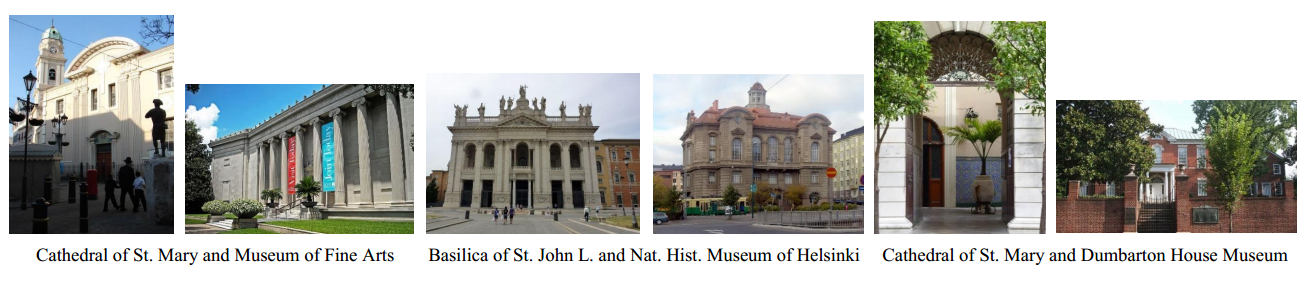 Cathedral of St. Mary and Museum of Fine Arts
Basilica of St. John L. and Nat. Hist. Museum of Helsinki
Cathedral of St. Mary and Dumbarton House Museum